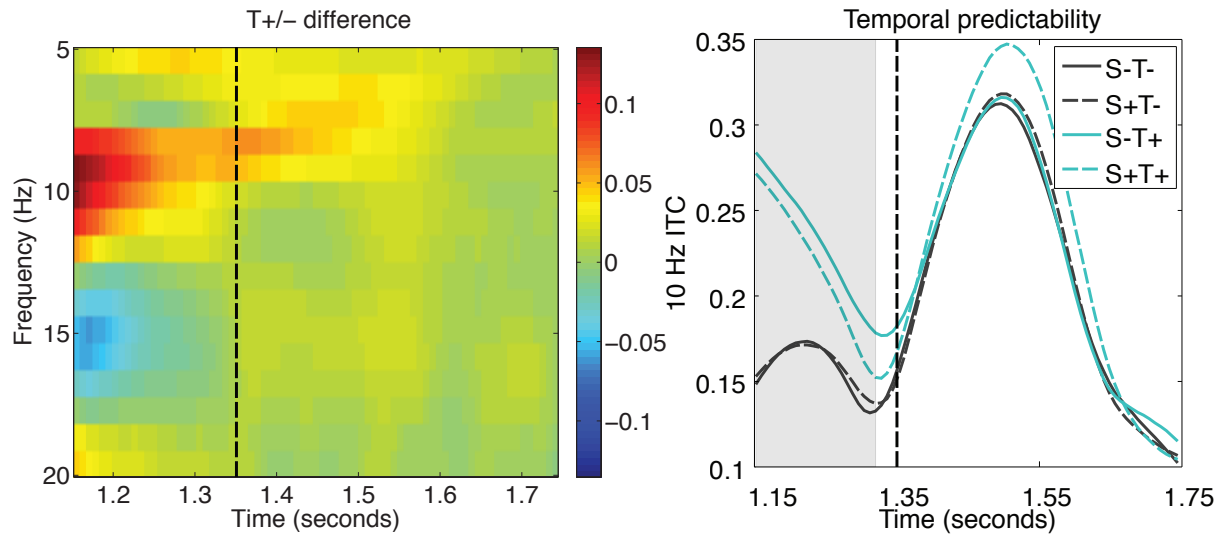 T+/− difference
5
10
15
20
Frequency (Hz)
1.2
1.3
1.4
1.5
1.6
1.7
Time (seconds)
0.1
0.05
0
−0.05
−0.1
Temporal predictability
0.35
0.3
0.25
0.2
0.15
0.1
10 Hz ITC
S-T-
S+T-
S-T+
S+T+
1.15
1.35
1.55
1.75
Time (seconds)